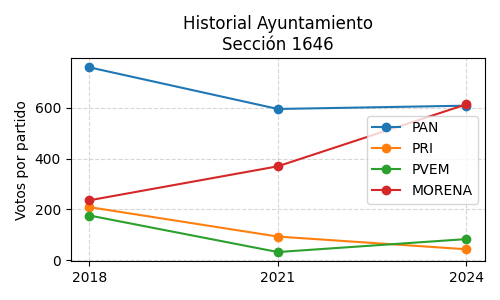 Historial Ayuntamiento
Sección 1646
Votos por partido
600
400
200
0
2018
2021
2024
PAN
PRI
PVEM
MORENA